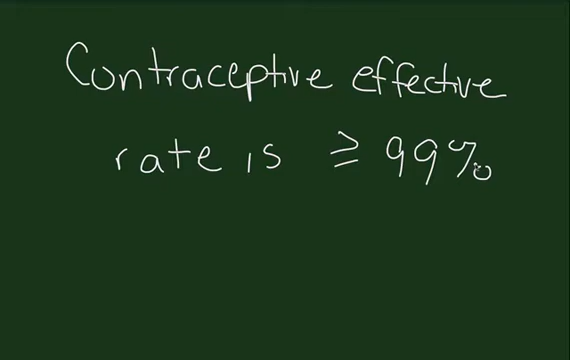 Contraceptive effective
rate is ≥ 99%